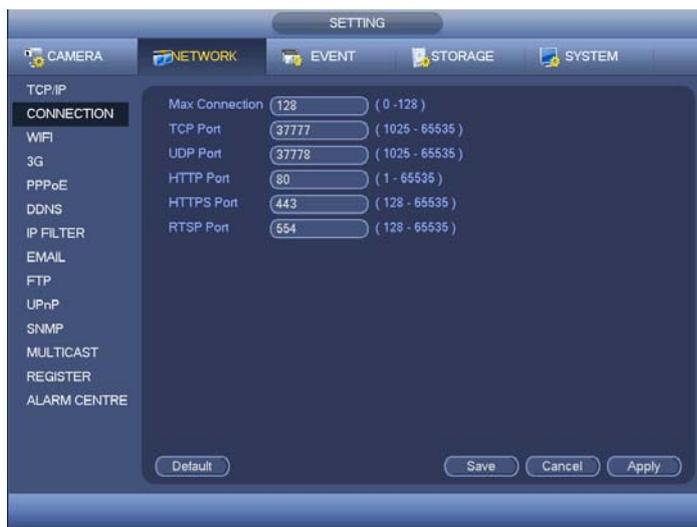 SETTING
CAMERA NETWORK EVENT STORAGE SYSTEM
TCP/IP
CONNECTION
WIFI
3G
PPPoE
DDNS
IP FILTER
EMAIL
FTP
UPnP
SNMP
MULTICAST
REGISTER
ALARM CENTRE
Max Connection 128 ( 0 -128 )
TCP Port 37777 ( 1025 - 65535 )
UDP Port 37778 ( 1025 - 65535 )
HTTP Port 80 ( 1 - 65535 )
HTTPS Port 443 ( 128 - 65535 )
RTSP Port 554 ( 128 - 65535 )
Default Save Cancel Apply